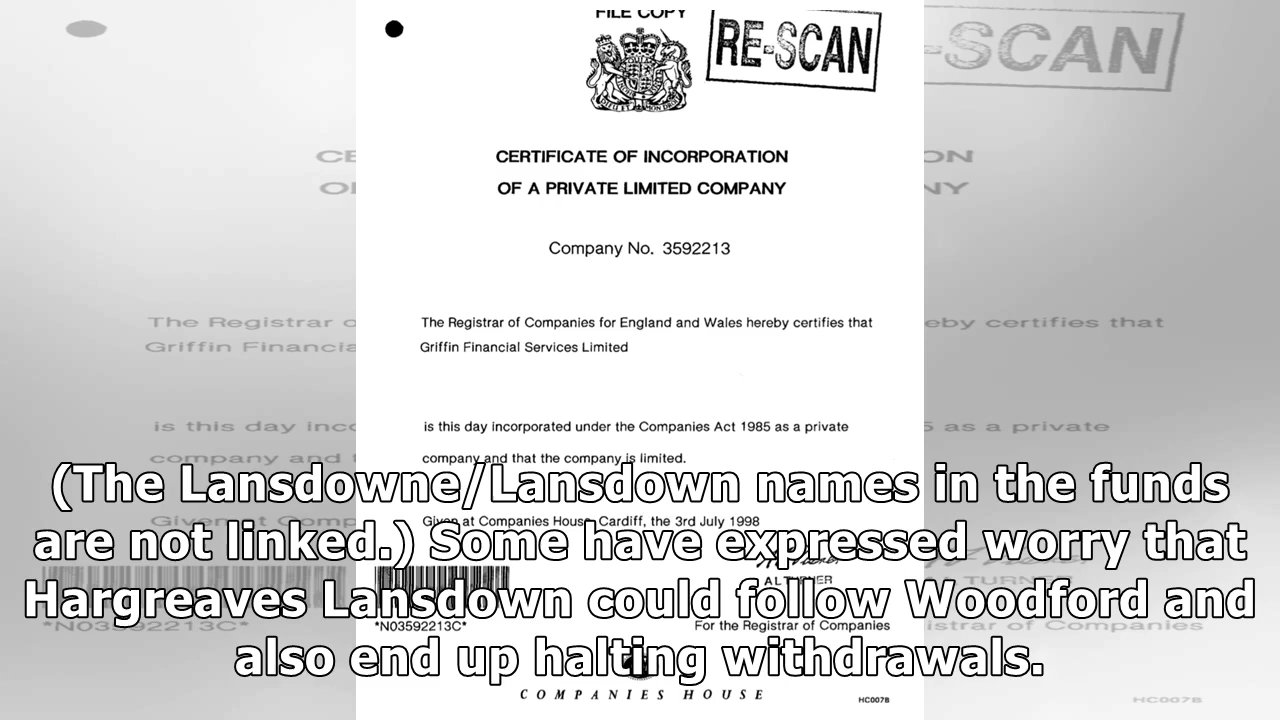 FILE COPY
RE-SCAN
CERTIFICATE OF INCORPORATION
OF A PRIVATE LIMITED COMPANY
Company No. 3592213
The Registrar of Companies for England and Wales hereby certifies that
Griffin Financial Services Limited
is this day incorporated under the Companies Act 1985 as a private
company and that the company is limited.
Given at Companies House, Cardiff, the 3rd July 1998
(The Lansdowne/Lansdown names in the funds
are not linked.) Some have expressed worry that
Hargreaves Lansdown could follow Woodford and
also end up halting withdrawals.
TURNER
*N03592213C*
For the Registrar of Companies
COMPANIES HOUSE
HC007B